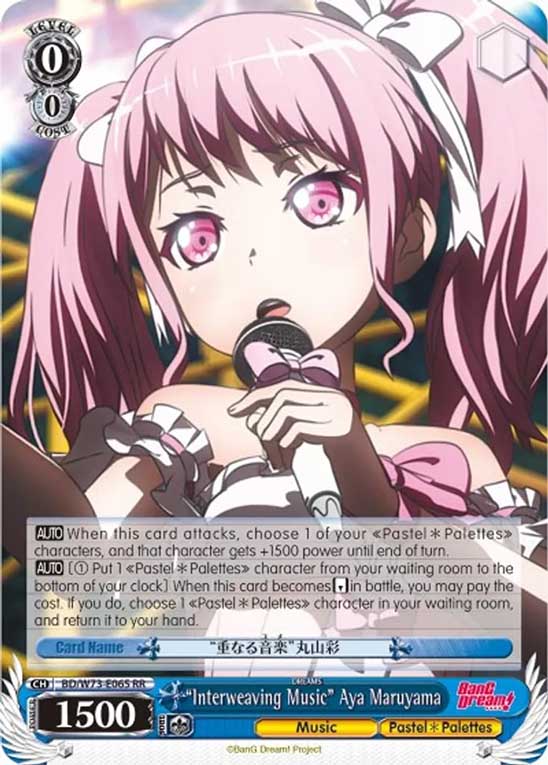 LEVEL
0
0
COST
AUTO When this card attacks, choose 1 of your «Pastel＊Palettes»
characters, and that character gets +1500 power until end of turn.
AUTO [① Put 1 «Pastel＊Palettes» character from your waiting room to the
bottom of your clock] When this card becomes in battle, you may pay the
cost. If you do, choose 1 «Pastel＊Palettes» character in your waiting room,
and return it to your hand.
Card Name "重なる音楽"丸山彩
CH BD/W73-E065 RR
DREAMS
"Interweaving Music" Aya Maruyama
BanG Dream!
POWER 1500
SOUL
Music Pastel＊Palettes
©BanG Dream! Project